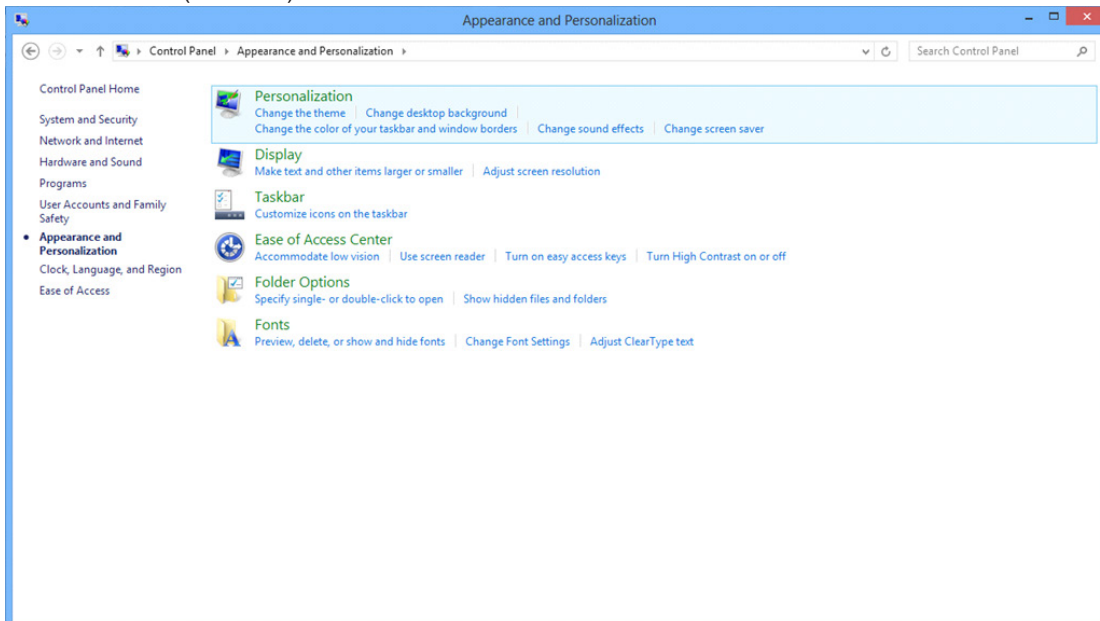 Appearance and Personalization
Control Panel Appearance and Personalization
Search Control Panel
Control Panel Home
System and Security
Network and Internet
Hardware and Sound
Programs
User Accounts and Family
Safety
Appearance and
Personalization
Clock, Language, and Region
Ease of Access
Personalization
Change the theme Change desktop background
Change the color of your taskbar and window borders Change sound effects Change screen saver
Display
Make text and other items larger or smaller Adjust screen resolution
Taskbar
Customize icons on the taskbar
Ease of Access Center
Accommodate low vision Use screen reader Turn on easy access keys Turn High Contrast on or off
Folder Options
Specify single- or double-click to open Show hidden files and folders
Fonts
Preview, delete, or show and hide fonts Change Font Settings Adjust ClearType text